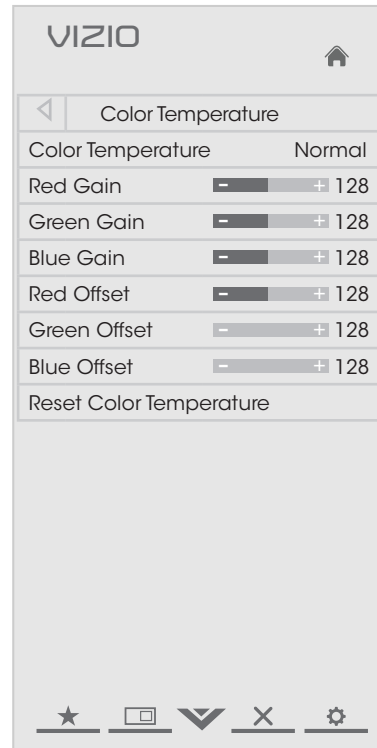 VIZIO
Color Temperature
Color Temperature Normal
Red Gain - + 128
Green Gain - + 128
Blue Gain - + 128
Red Offset - + 128
Green Offset - + 128
Blue Offset - + 128
Reset Color Temperature